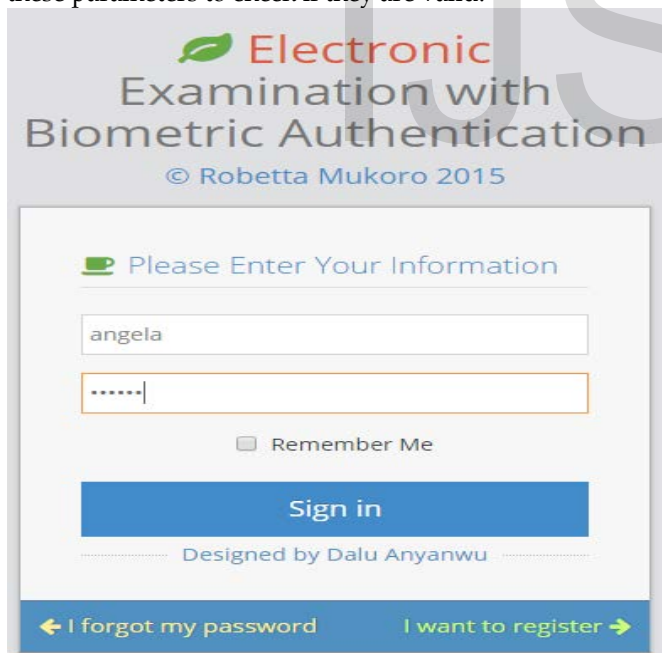 these parameters to check if they are valid.
Electronic
Examination with
Biometric Authentication
© Robetta Mukoro 2015
Please Enter Your Information
angela
••••••
Remember Me
Sign in
Designed by Dalu Anyanwu
I forgot my password
I want to register